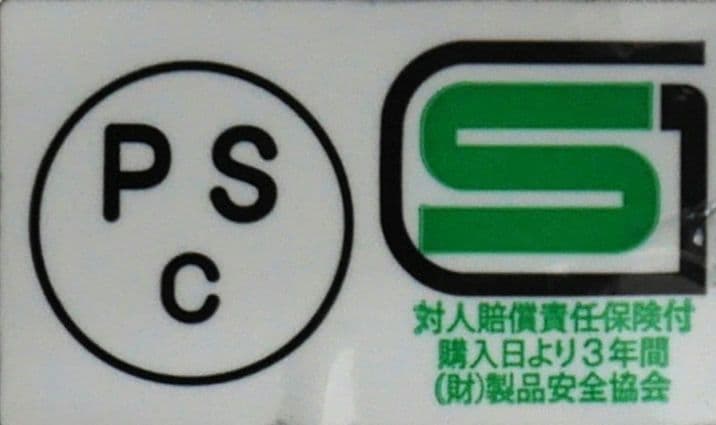 PS
C
SG
対人賠償責任保険付
購入日より3年間
(財)製品安全協会